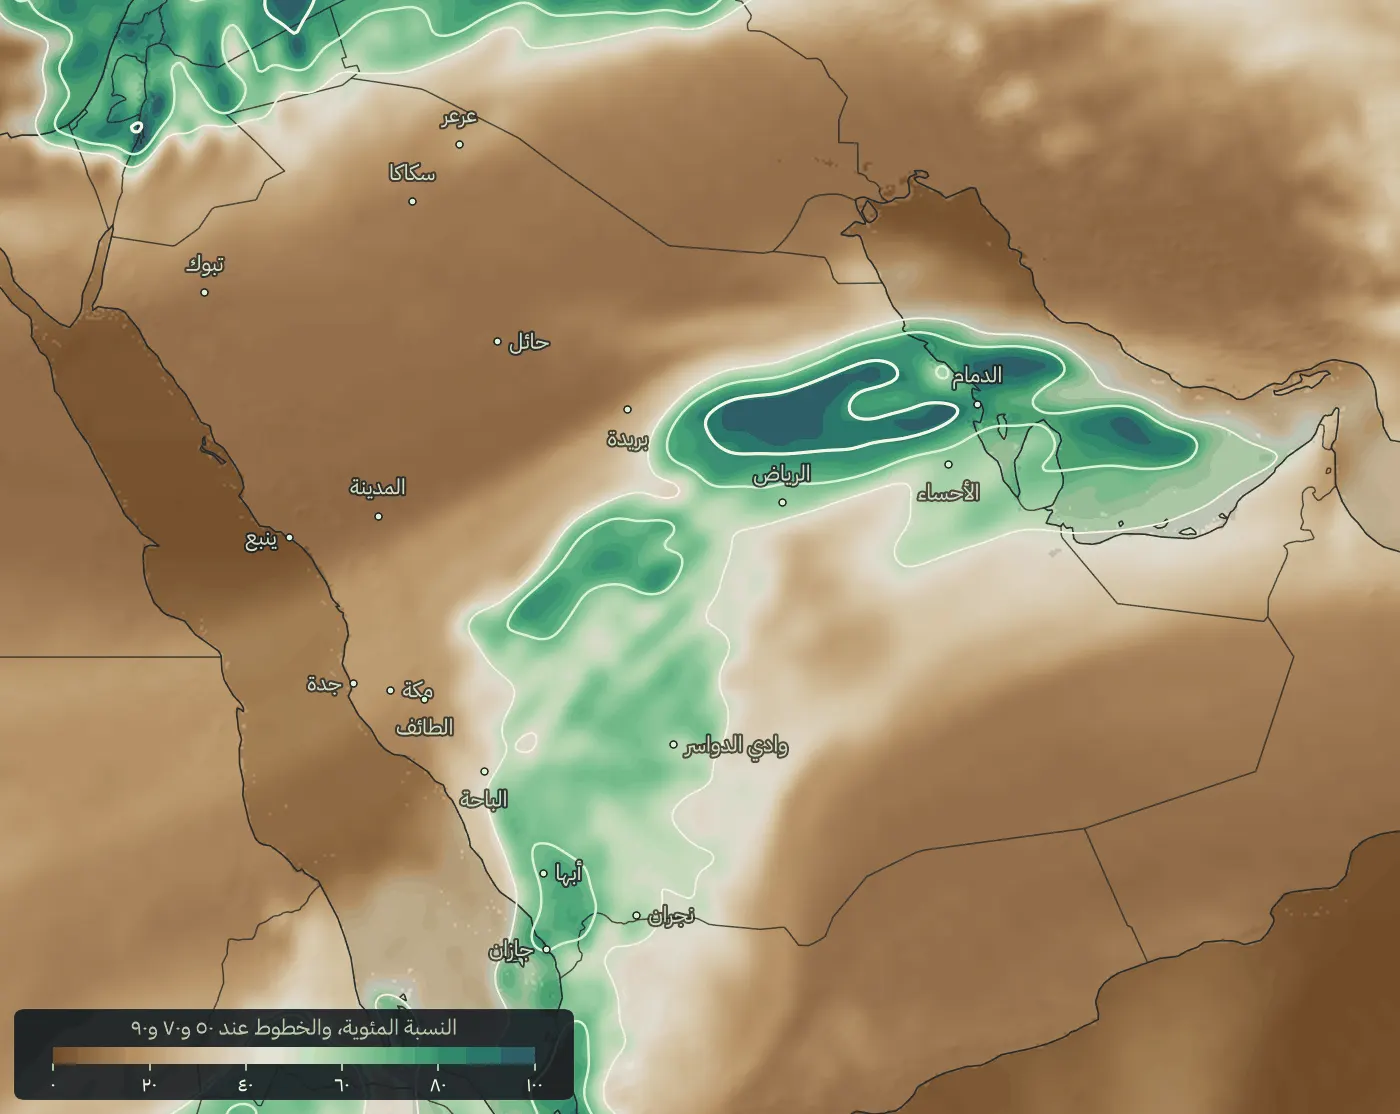 عرعر
سكاكا
تبوك
حائل
الدمام
بريدة
الرياض
الأحساء
المدينة
ينبع
جدة
مكة
الطائف
وادي الدواسر
الباحة
أبها
نجران
جازان
النسبة المئوية، والخطوط عند ٥٠ و٧٠ و٩٠
٠ ٢٠ ٤٠ ٦٠ ٨٠ ١٠٠